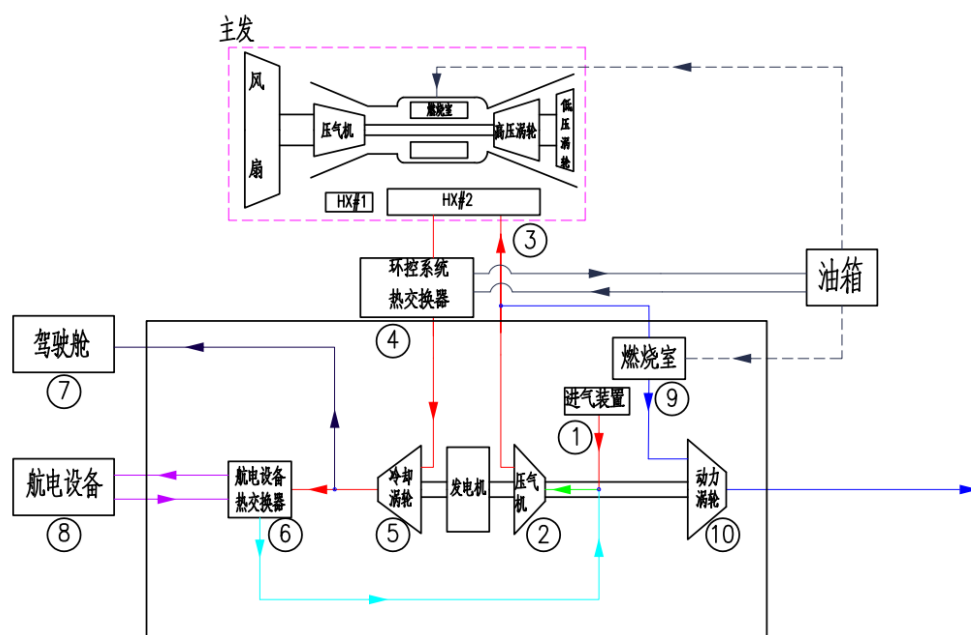 主发
风
扇
压气机
燃烧室
高压涡轮
低
压
涡
轮
HX#1
HX#2
③
环控系统
热交换器
④
油箱
驾驶舱
⑦
燃烧室
⑨
进气装置
①
航电设备
⑧
航电设备
热交换器
⑥
冷却
涡轮
⑤
发电机
压气
机
②
动力
涡轮
⑩